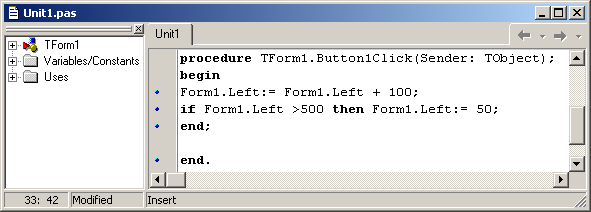 Unit1.pas
TForm1
Variables/Constants
Uses
Unit1
procedure TForm1.Button1Click(Sender: TObject);
begin
Form1.Left:= Form1.Left + 100;
if Form1.Left >500 then Form1.Left:= 50;
end;
end.
33: 42 Modified Insert